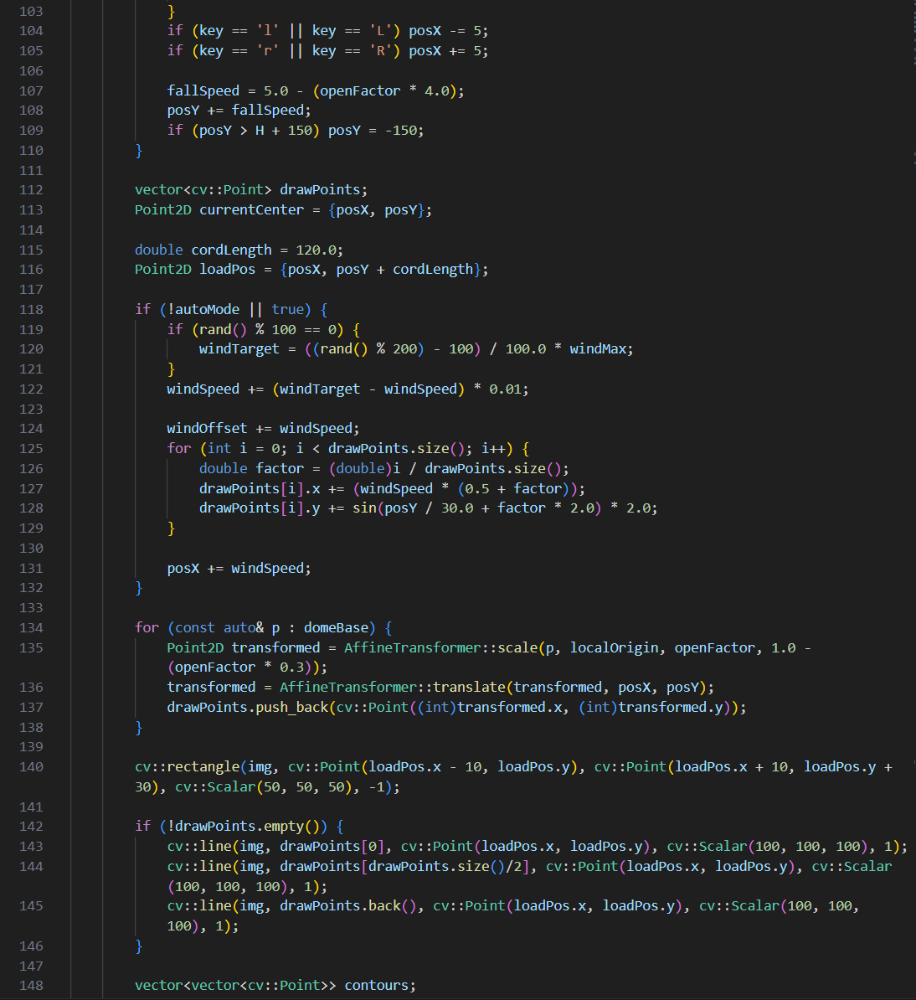 103                }
104                if (key == 'l' || key == 'L') posX -= 5;
105                if (key == 'r' || key == 'R') posX += 5;
106
107                fallSpeed = 5.0 - (openFactor * 4.0);
108                posY += fallSpeed;
109                if (posY > H + 150) posY = -150;
110            }
111
112            vector<cv::Point> drawPoints;
113            Point2D currentCenter = {posX, posY};
114
115            double cordLength = 120.0;
116            Point2D loadPos = {posX, posY + cordLength};
117
118            if (!autoMode || true) {
119                if (rand() % 100 == 0) {
120                    windTarget = ((rand() % 200) - 100) / 100.0 * windMax;
121                }
122                windSpeed += (windTarget - windSpeed) * 0.01;
123
124                windOffset += windSpeed;
125                for (int i = 0; i < drawPoints.size(); i++) {
126                    double factor = (double)i / drawPoints.size();
127                    drawPoints[i].x += (windSpeed * (0.5 + factor));
128                    drawPoints[i].y += sin(posY / 30.0 + factor * 2.0) * 2.0;
129                }
130
131                posX += windSpeed;
132            }
133
134            for (const auto& p : domeBase) {
135                Point2D transformed = AffineTransformer::scale(p, localOrigin, openFactor, 1.0 -
                (openFactor * 0.3));
136                transformed = AffineTransformer::translate(transformed, posX, posY);
137                drawPoints.push_back(cv::Point((int)transformed.x, (int)transformed.y));
138            }
139
140            cv::rectangle(img, cv::Point(loadPos.x - 10, loadPos.y), cv::Point(loadPos.x + 10, loadPos.y +
            30), cv::Scalar(50, 50, 50), -1);
141
142            if (!drawPoints.empty()) {
143                cv::line(img, drawPoints[0], cv::Point(loadPos.x, loadPos.y), cv::Scalar(100, 100, 100), 1);
144                cv::line(img, drawPoints[drawPoints.size()/2], cv::Point(loadPos.x, loadPos.y), cv::Scalar
                (100, 100, 100), 1);
145                cv::line(img, drawPoints.back(), cv::Point(loadPos.x, loadPos.y), cv::Scalar(100, 100,
                100), 1);
146            }
147
148            vector<vector<cv::Point>> contours;